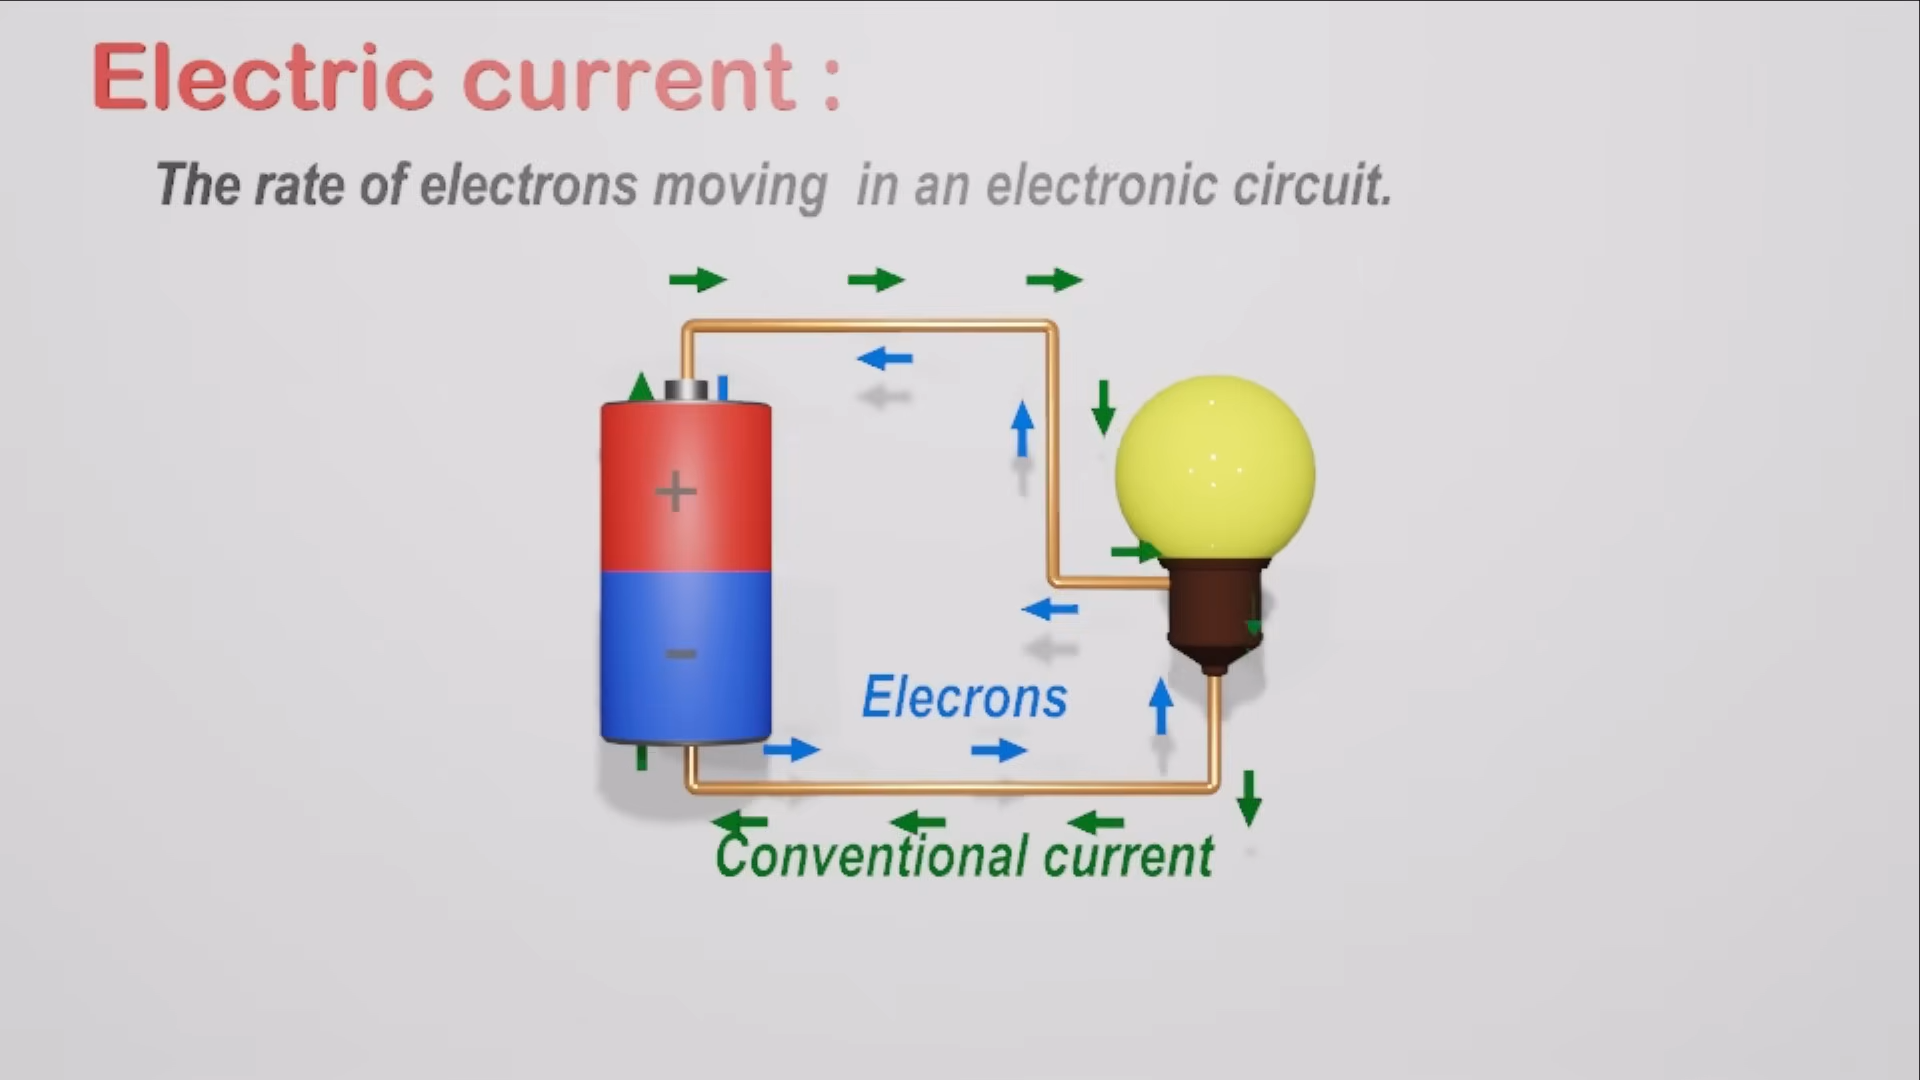 Electric current :
The rate of electrons moving in an electronic circuit.
+
-
Elecrons
Conventional current